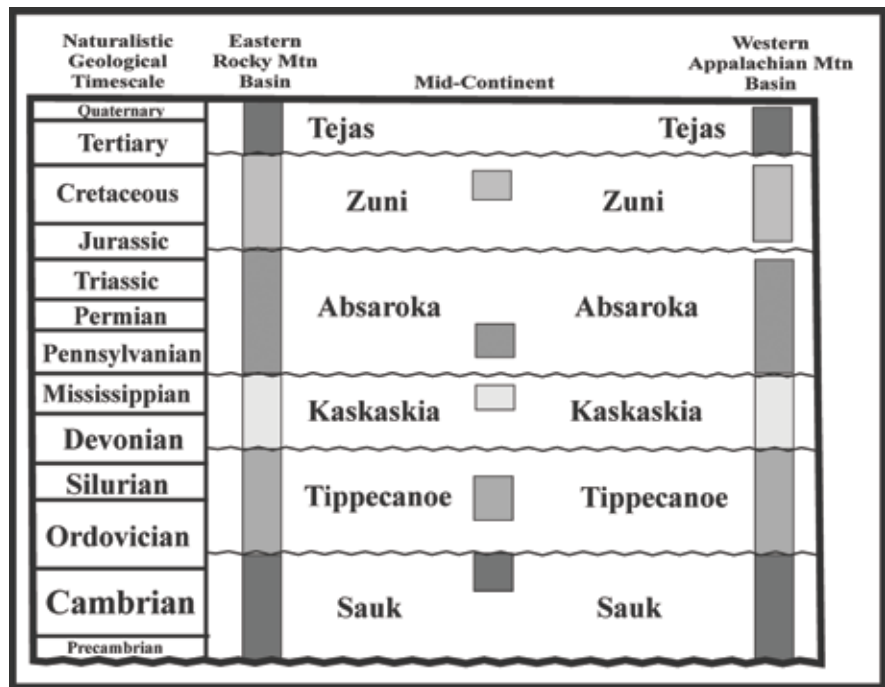 Naturalistic
Geological
Timescale
Eastern
Rocky Mtn
Basin
Mid-Continent
Western
Appalachian Mtn
Basin
Quaternary
Tertiary
Cretaceous
Jurassic
Triassic
Permian
Pennsylvanian
Mississippian
Devonian
Silurian
Ordovician
Cambrian
Precambrian
Tejas
Tejas
Zuni
Zuni
Absaroka
Absaroka
Kaskaskia
Kaskaskia
Tippecanoe
Tippecanoe
Sauk
Sauk